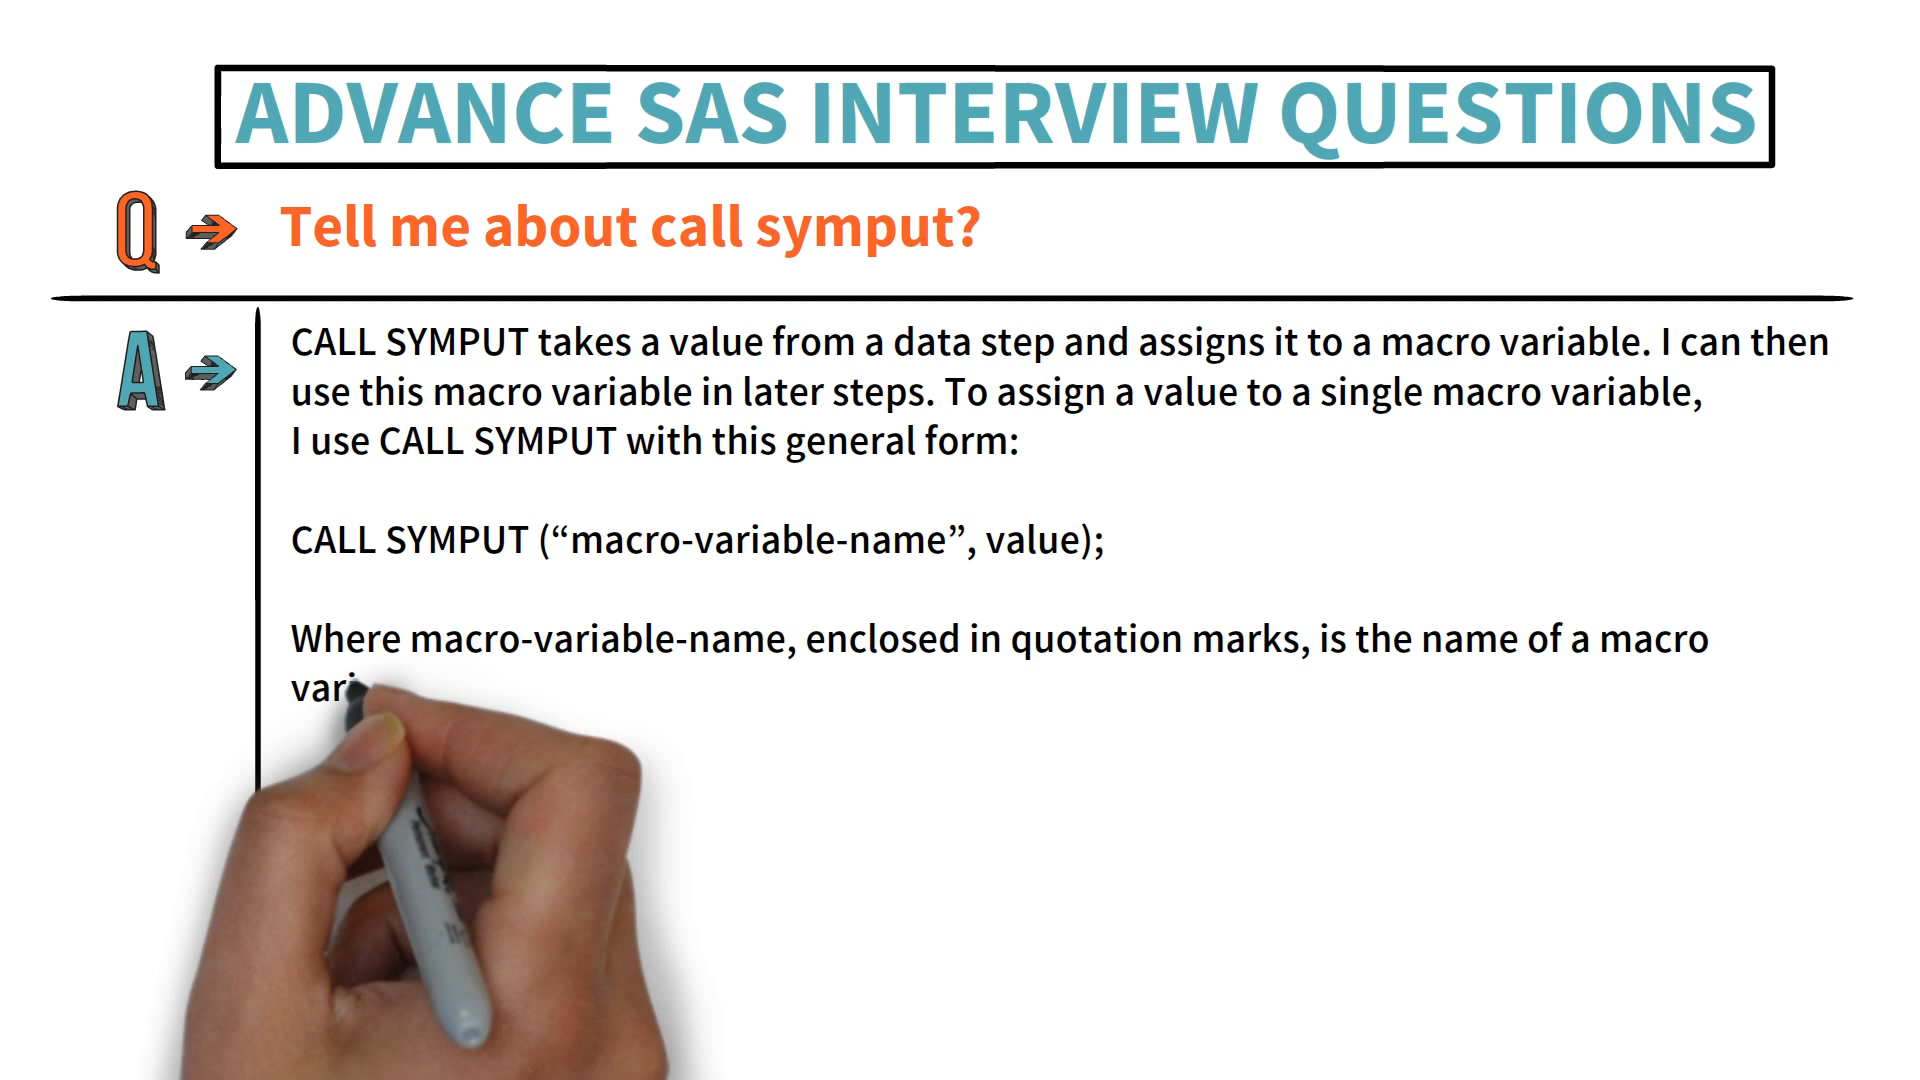 ADVANCE SAS INTERVIEW QUESTIONS
Q Tell me about call symput?
A CALL SYMPUT takes a value from a data step and assigns it to a macro variable. I can then
use this macro variable in later steps. To assign a value to a single macro variable,
I use CALL SYMPUT with this general form:
CALL SYMPUT (“macro-variable-name”, value);
Where macro-variable-name, enclosed in quotation marks, is the name of a macro
vari